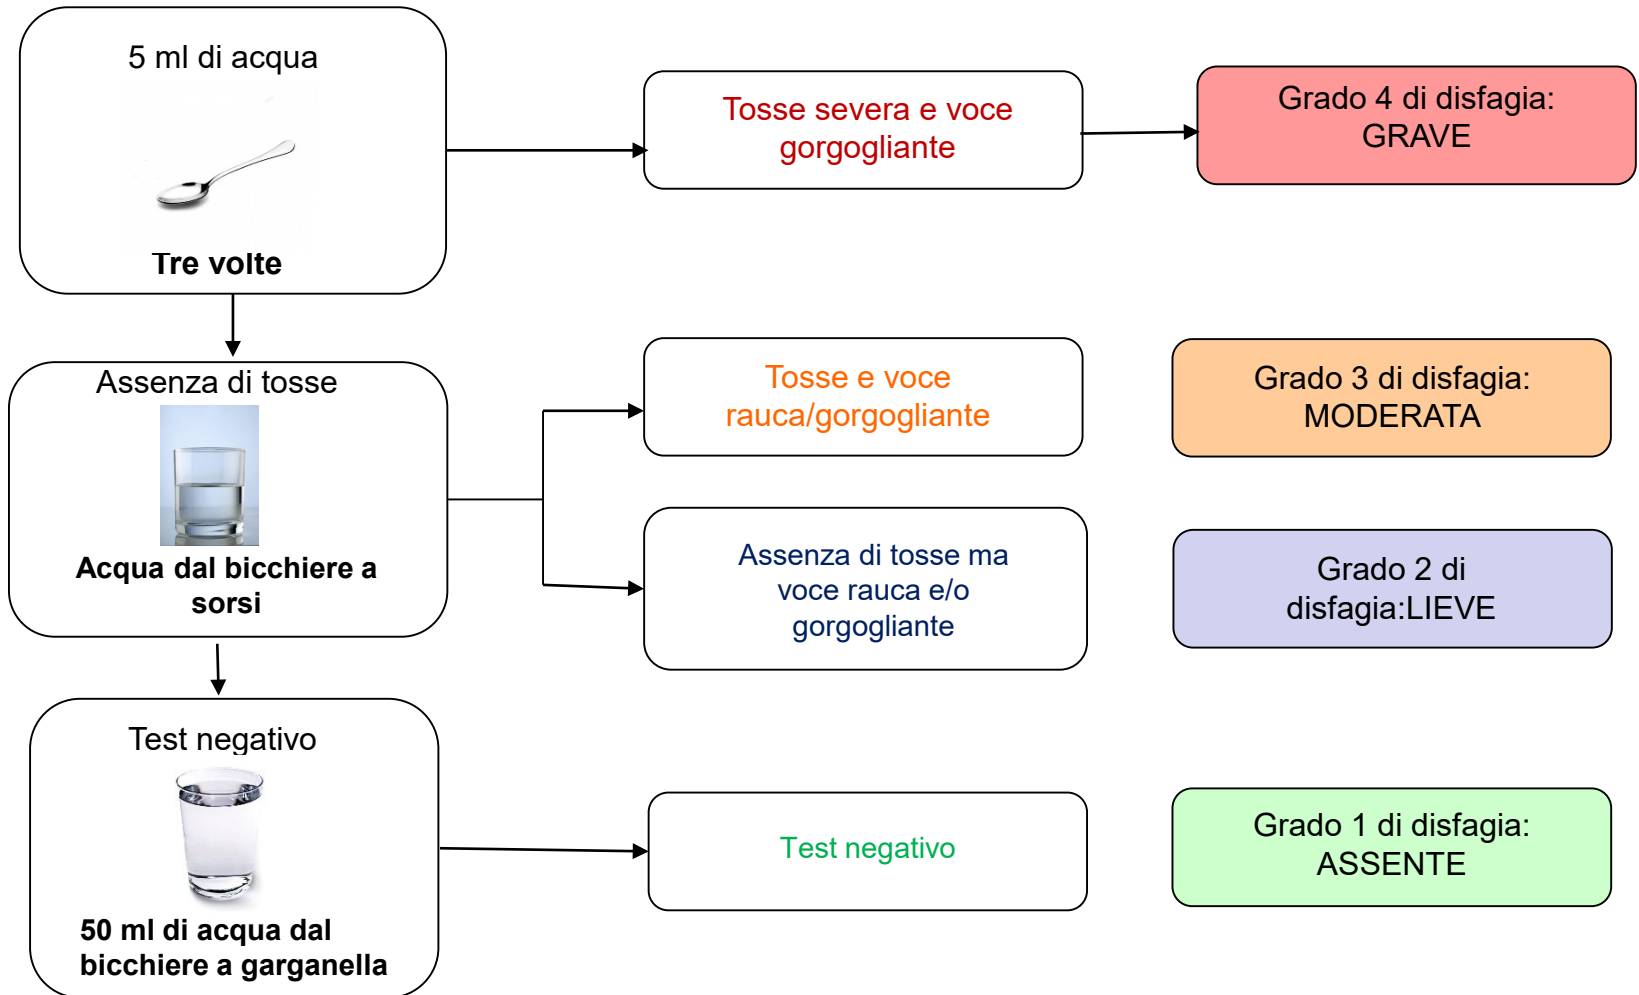 5 ml di acqua
Tre volte
Tosse severa e voce
gorgogliante
Grado 4 di disfagia:
GRAVE
Assenza di tosse
Acqua dal bicchiere a
sorsi
Tosse e voce
rauca/gorgogliante
Grado 3 di disfagia:
MODERATA
Assenza di tosse ma
voce rauca e/o
gorgogliante
Grado 2 di
disfagia:LIEVE
Test negativo
50 ml di acqua dal
bicchiere a garganella
Test negativo
Grado 1 di disfagia:
ASSENTE